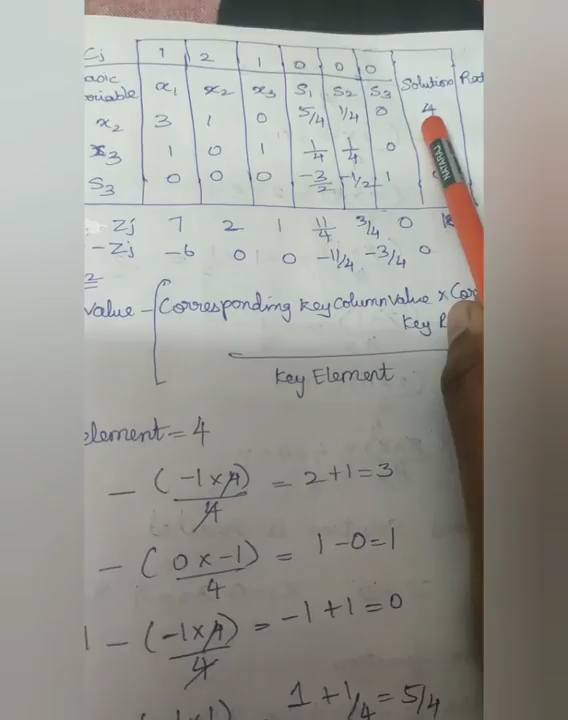 Cj 1 2 1 0 0 0
x1 x2 x3 S1 S2 S3 Solution
x2 3 1 0 5/4 1/4 0 4
x3 1 0 1 1/4 1/4 0
S3 0 0 0 -3/2 -1/2 1
Zj 7 2 1 11/4 3/4 0
-Zj -6 0 0 -11/4 -3/4 0
2
value - [Corresponding key column value x Cor
key R
key Element
element = 4
- (-1x4)/4 = 2+1=3
- (0x-1)/4 = 1-0=1
1 - (-1x4)/4 = -1+1=0
1+1/4 = 5/4
NATARAJ